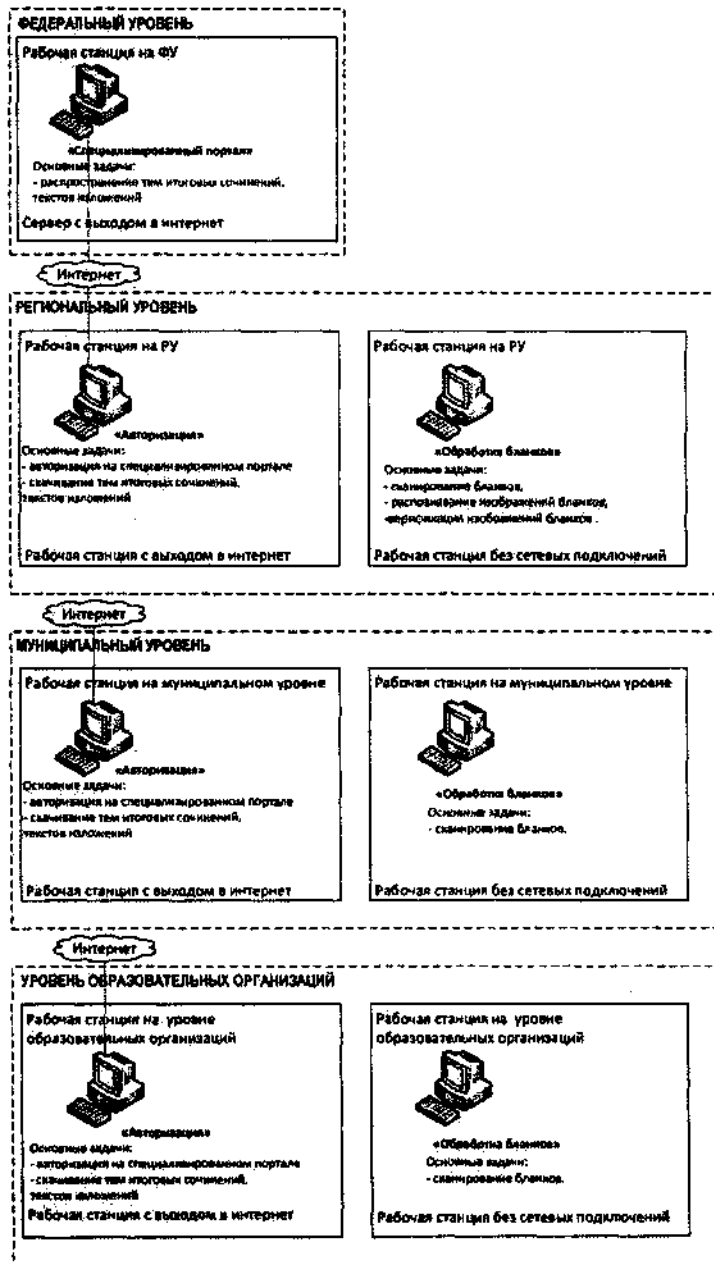 ФЕДЕРАЛЬНЫЙ УРОВЕНЬ
Рабочая станция на ФУ
«Специализированный портал»
Основные задачи:
- распространение тем итоговых сочинений,
текстов изложений
Сервер с выходом в интернет
Интернет
РЕГИОНАЛЬНЫЙ УРОВЕНЬ
Рабочая станция на РУ
«Авторизация»
Основные задачи:
- авторизация на специализированном портале
- скачивание тем итоговых сочинений,
текстов изложений
Рабочая станция с выходом в интернет
Рабочая станция на РУ
«Обработка бланков»
Основные задачи:
- сканирование бланков,
- распознавание изображений бланков,
-верификация изображений бланков .
Рабочая станция без сетевых подключений
Интернет
МУНИЦИПАЛЬНЫЙ УРОВЕНЬ
Рабочая станция на муниципальном уровне
«Авторизация»
Основные задачи:
- авторизация на специализированном портале
- скачивание тем итоговых сочинений,
текстов изложений
Рабочая станция с выходом в интернет
Рабочая станция на муниципальном уровне
«Обработка бланков»
Основные задачи:
- сканирование бланков.
Рабочая станция без сетевых подключений
Интернет
УРОВЕНЬ ОБРАЗОВАТЕЛЬНЫХ ОРГАНИЗАЦИЙ
Рабочая станция на уровне
образовательных организаций
«Авторизация»
Основные задачи:
- авторизация на специализированном портале
- скачивание тем итоговых сочинений,
текстов изложений
Рабочая станция с выходом в интернет
Рабочая станция на уровне
образовательных организаций
«Обработка бланков»
Основные задачи:
- сканирование бланков.
Рабочая станция без сетевых подключений